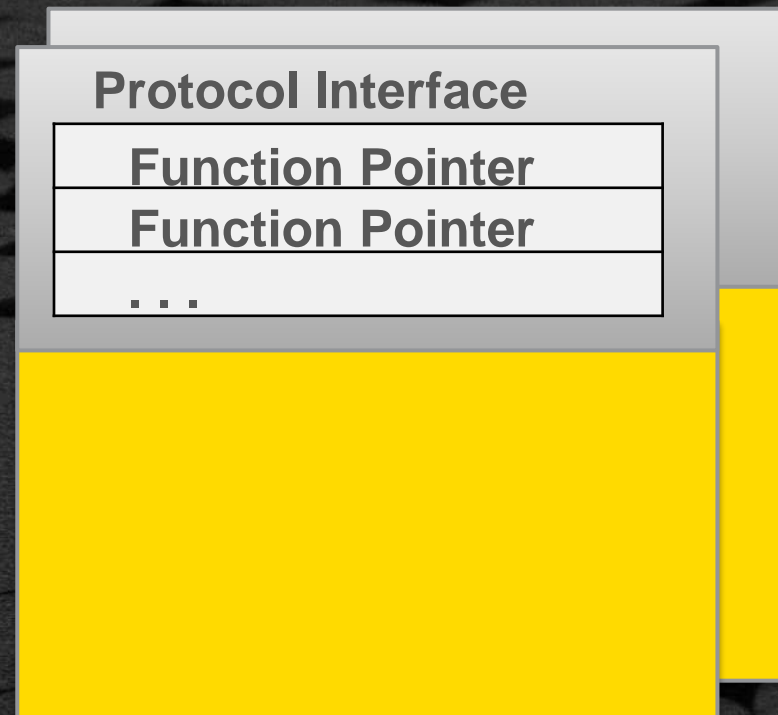 Protocol Interface
Function Pointer
Function Pointer
. . .